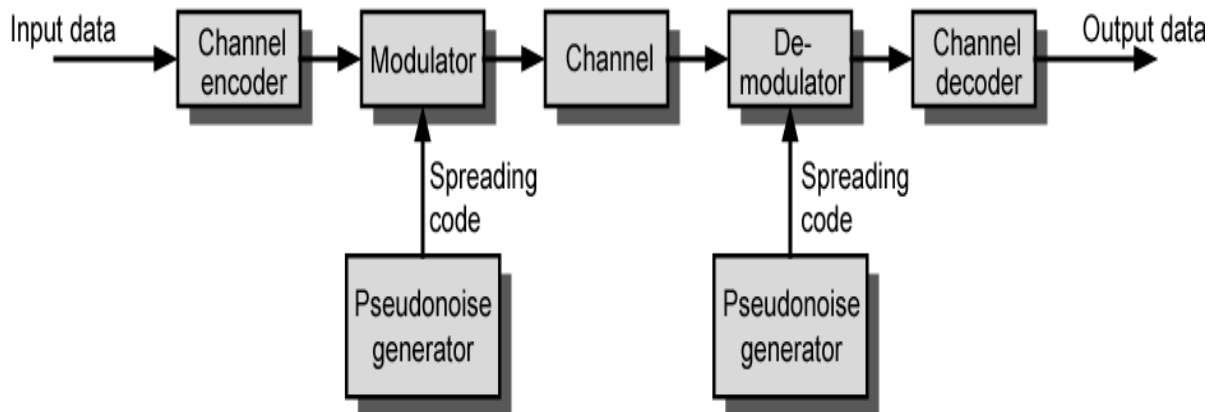 Input data
Channel
encoder
Modulator
Channel
De-
modulator
Channel
decoder
Output data
Spreading
code
Spreading
code
Pseudonoise
generator
Pseudonoise
generator